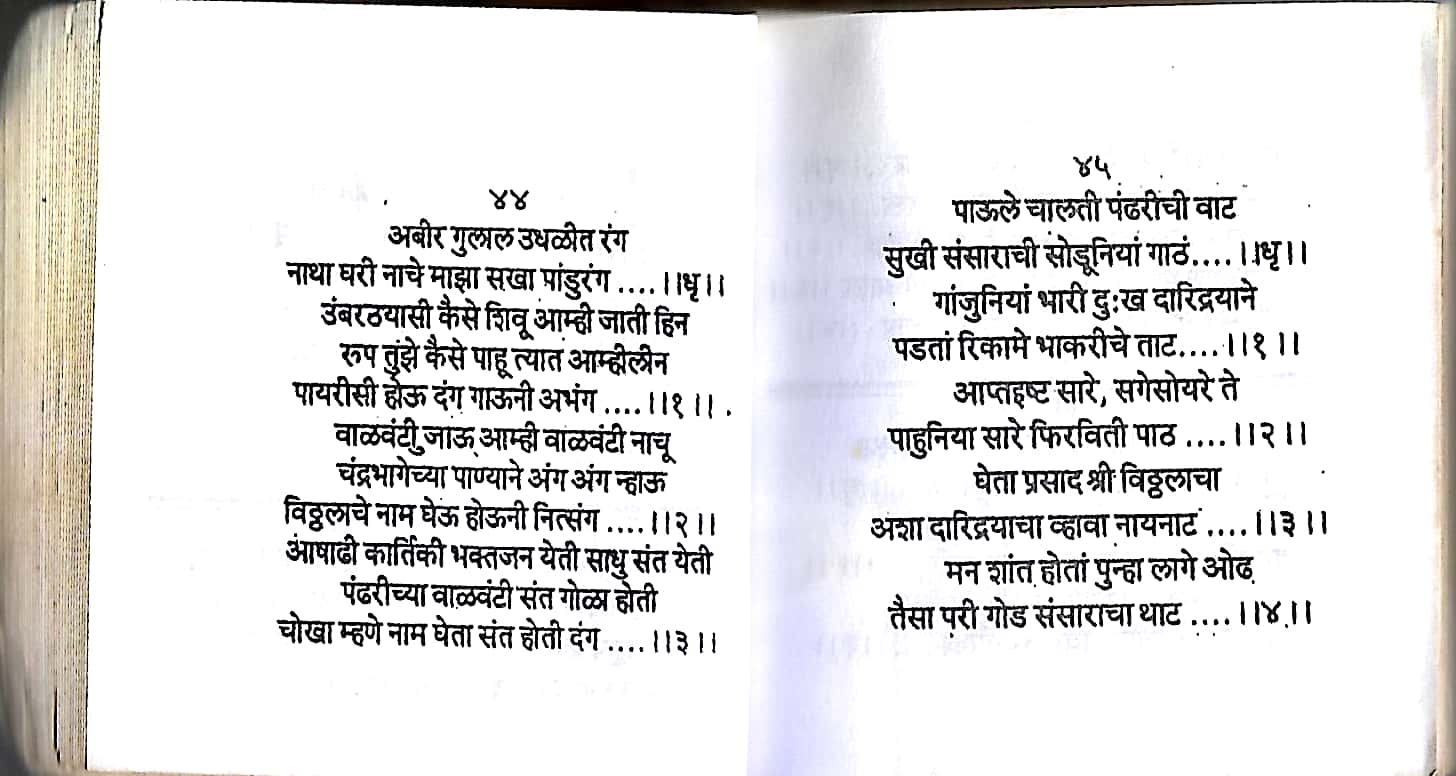 ४४
अबीर गुलाल उधळीत रंग
नाथा घरी नाचे माझा सखा पांडुरंग ....।।धृ।।
उंबरठयासी कैसे शिवू आम्ही जाती हिन
रुप तुंझे कैसे पाहू त्यात आम्हीलीन
पायरीसी होऊ दंग गाऊनी अभंग ....।।१।।
वाळवंटी जाऊ आम्ही वाळवंटी नाचू
चंद्रभागेच्या पाण्याने अंग अंग न्हाऊ
विठ्ठलाचे नाम घेऊ होऊनी नित्संग ....।।२।।
आषाढी कार्तिकी भक्तजन येती साधु संत येती
पंढरीच्या वाळवंटी संत गोळा होती
चोखा म्हणे नाम घेता संत होती दंग ....।।३।।
४५
पाऊले चालती पंढरीची वाट
सुखी संसाराची सोडूनियां गाठं....।।धृ।।
गांजुनियां भारी दुःख दारिद्रयाने
पडतां रिकामे भाकरीचे ताट....।।१।।
आप्तइष्ट सारे, सगेसोयरे ते
पाहुनिया सारे फिरविती पाठ ....।।२।।
घेता प्रसाद श्री विठ्ठलाचा
अशा दारिद्रयाचा व्हावा नायनाट ....।।३।।
मन शांत होतां पुन्हा लागे ओढ
तैसा परी गोड संसाराचा थाट ....।।४।।